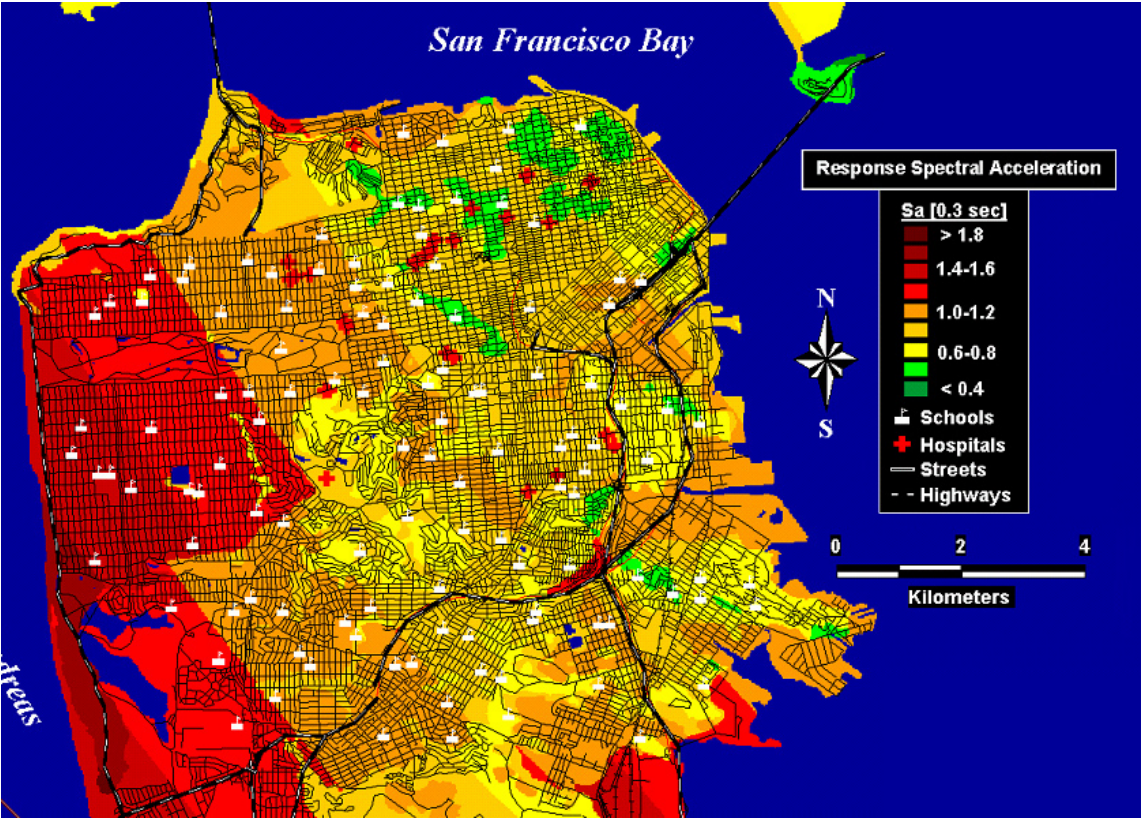 San Francisco Bay
Response Spectral Acceleration
Sa [0.3 sec]
> 1.8
1.4-1.6
1.0-1.2
0.6-0.8
< 0.4
Schools
Hospitals
Streets
Highways
N
S
0 2 4
Kilometers
dreas